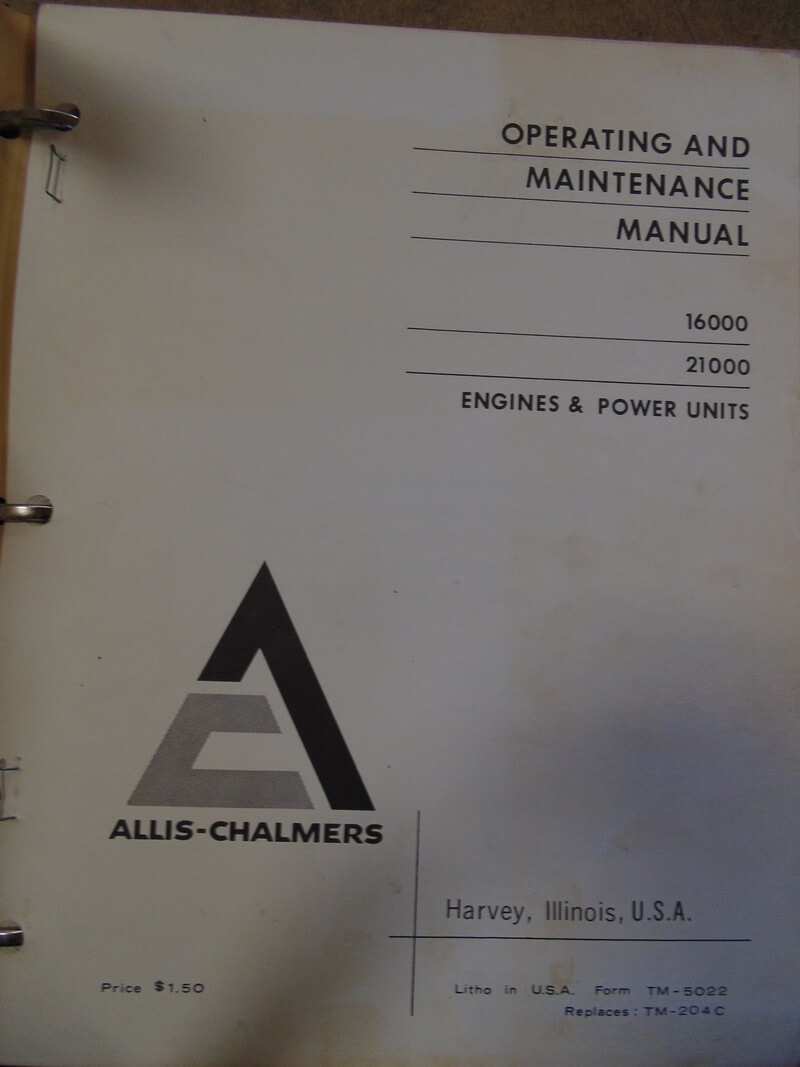 OPERATING AND
MAINTENANCE
MANUAL
16000
21000
ENGINES & POWER UNITS
ALLIS-CHALMERS
Harvey, Illinois, U.S.A.
Price $1.50
Litho in U.S.A. Form TM-5022
Replaces: TM-204C